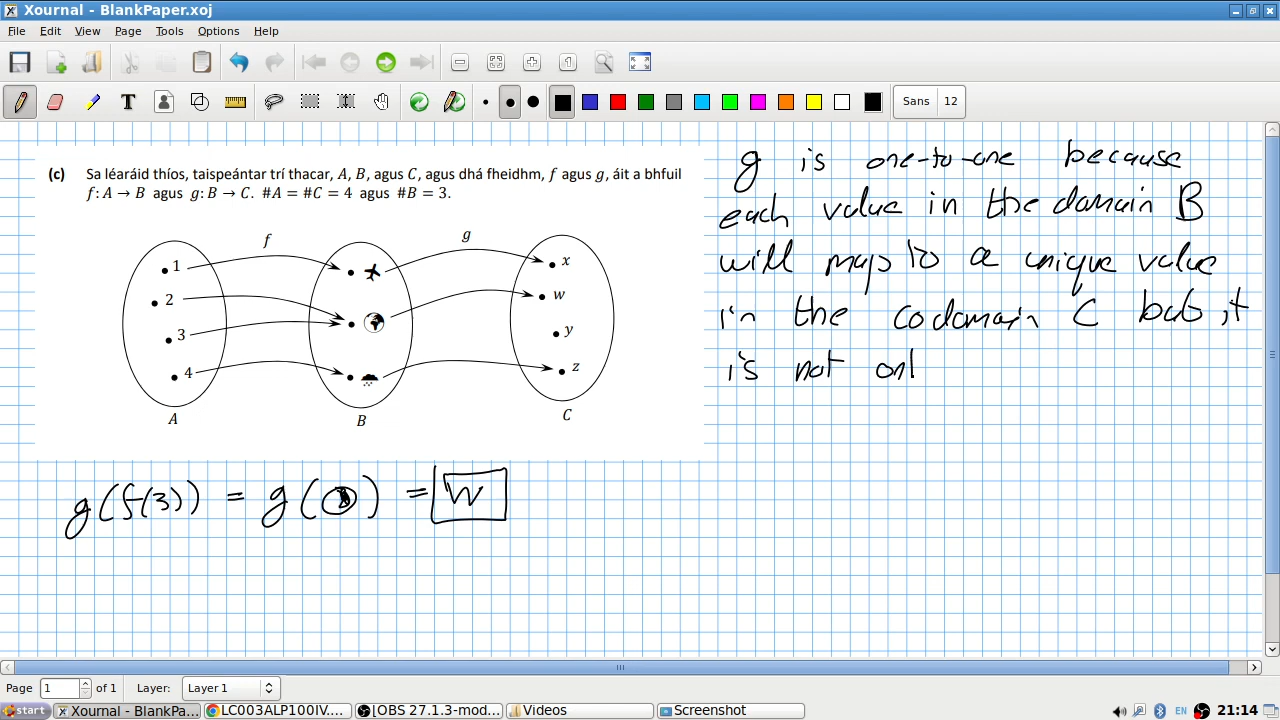 Xournal - BlankPaper.xoj
File Edit View Page Tools Options Help
Sans 12
(c) Sa léaráid thíos, taispeántar trí thacar, A, B, agus C, agus dhá fheidhm, f agus g, áit a bhfuil
f: A → B agus g: B → C. #A = #C = 4 agus #B = 3.
f
g
1
2
3
4
x
w
y
z
A
B
C
g is one-to-one because
each value in the domain B
will map to a unique value
in the codomain C but it
is not onl
g(f(3)) = g( ) = w
Page 1 of 1 Layer: Layer 1
start Xournal - BlankPa... LC003ALP100IV.... [OBS 27.1.3-mod... Videos Screenshot EN 21:14